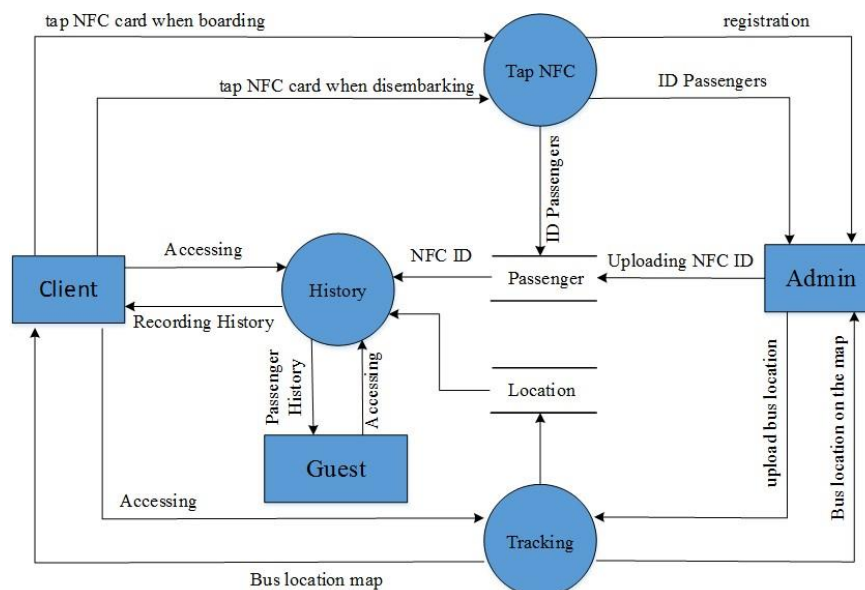 tap NFC card when boarding
registration
Tap NFC
tap NFC card when disembarking
ID Passengers
ID Passengers
Accessing
NFC ID
Uploading NFC ID
Client
History
Passenger
Admin
Recording History
Passenger
History
Accessing
Location
upload bus location
Bus location on the map
Guest
Accessing
Tracking
Bus location map